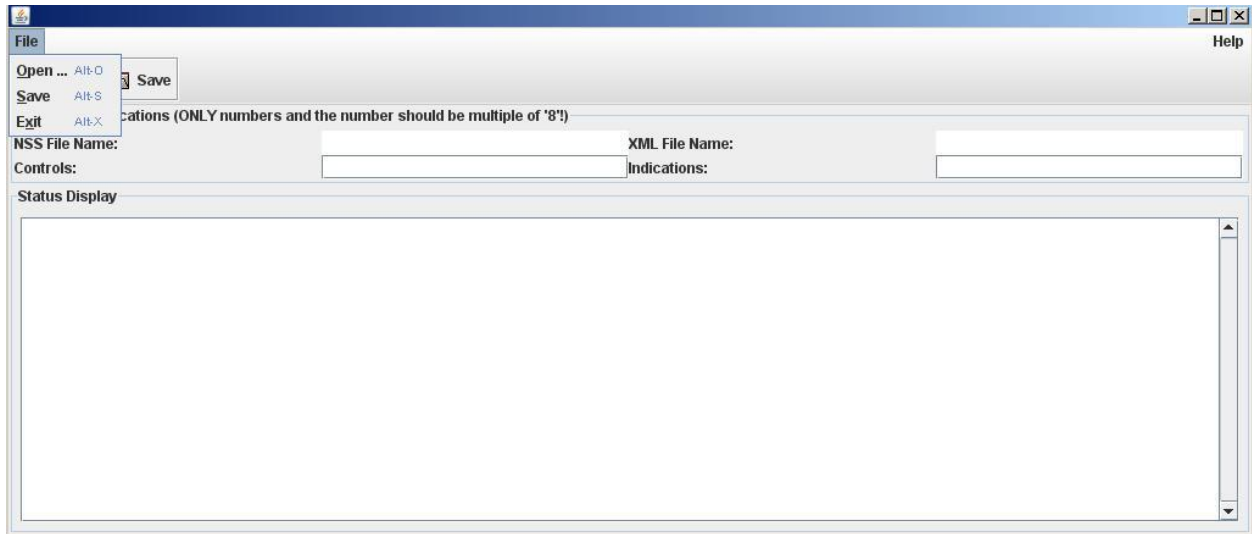 File Help
Open ... Alt-O
Save Alt-S
Exit Alt-X
Save
cations (ONLY numbers and the number should be multiple of '8'!)
NSS File Name: XML File Name:
Controls: Indications:
Status Display